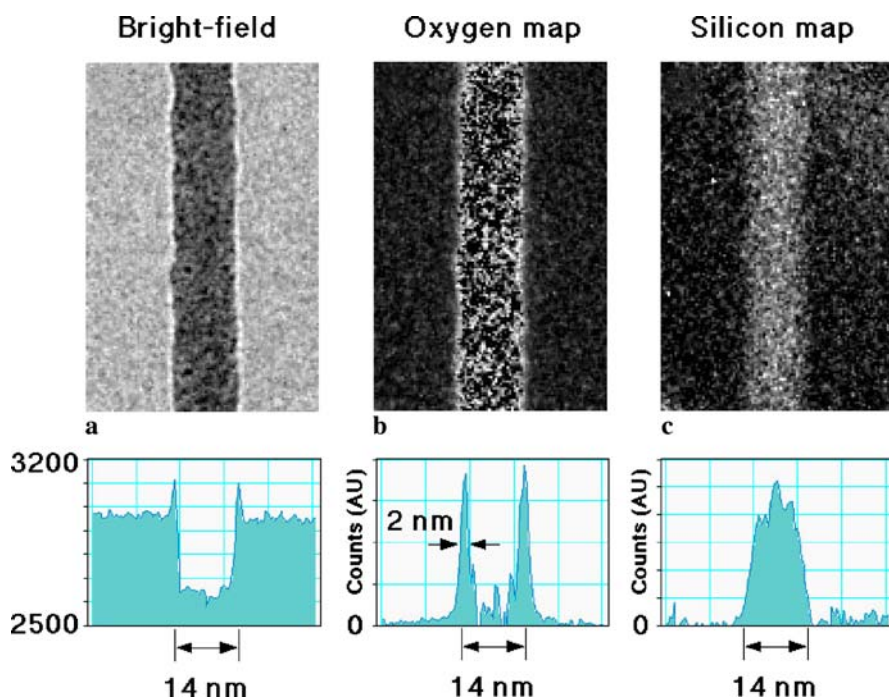 Bright-field
Oxygen map
Silicon map
a
b
c
3200
2500
14 nm
Counts (AU)
0
2 nm
14 nm
Counts (AU)
0
14 nm